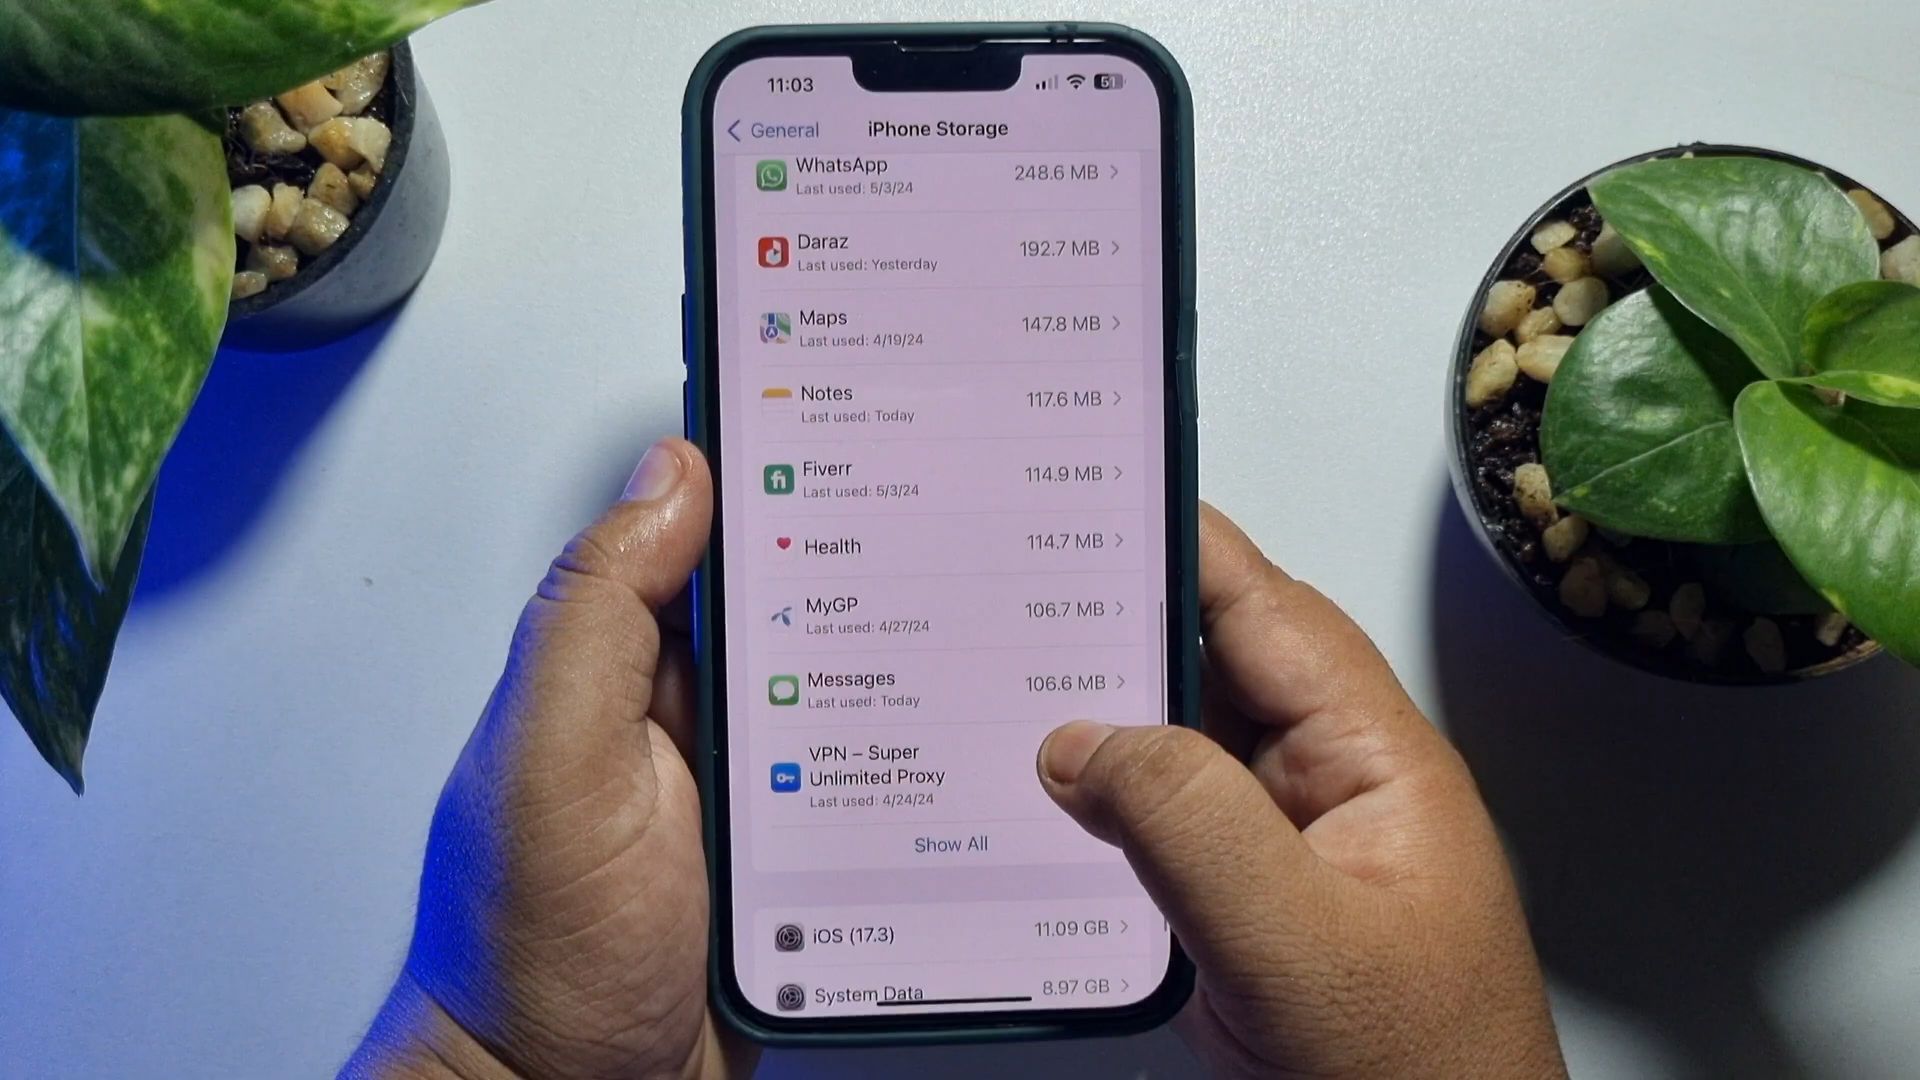 11:03
51
General
iPhone Storage
WhatsApp
248.6 MB
Last used: 5/3/24
Daraz
192.7 MB
Last used: Yesterday
Maps
147.8 MB
Last used: 4/19/24
Notes
117.6 MB
Last used: Today
Fiverr
114.9 MB
Last used: 5/3/24
Health
114.7 MB
MyGP
106.7 MB
Last used: 4/27/24
Messages
106.6 MB
Last used: Today
VPN – Super
Unlimited Proxy
Last used: 4/24/24
Show All
iOS (17.3)
11.09 GB
System Data
8.97 GB